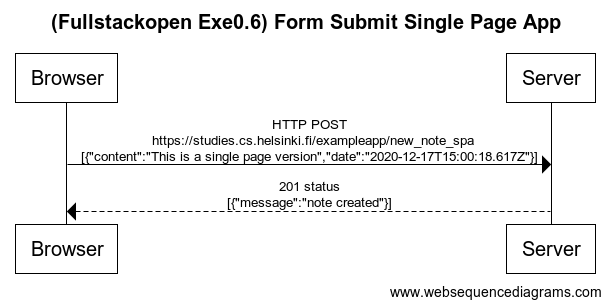 (Fullstackopen Exe0.6) Form Submit Single Page App
Browser
Server
HTTP POST
https://studies.cs.helsinki.fi/exampleapp/new_note_spa
[{"content":"This is a single page version","date":"2020-12-17T15:00:18.617Z"}]
201 status
[{"message":"note created"}]
Browser
Server
www.websequencediagrams.com